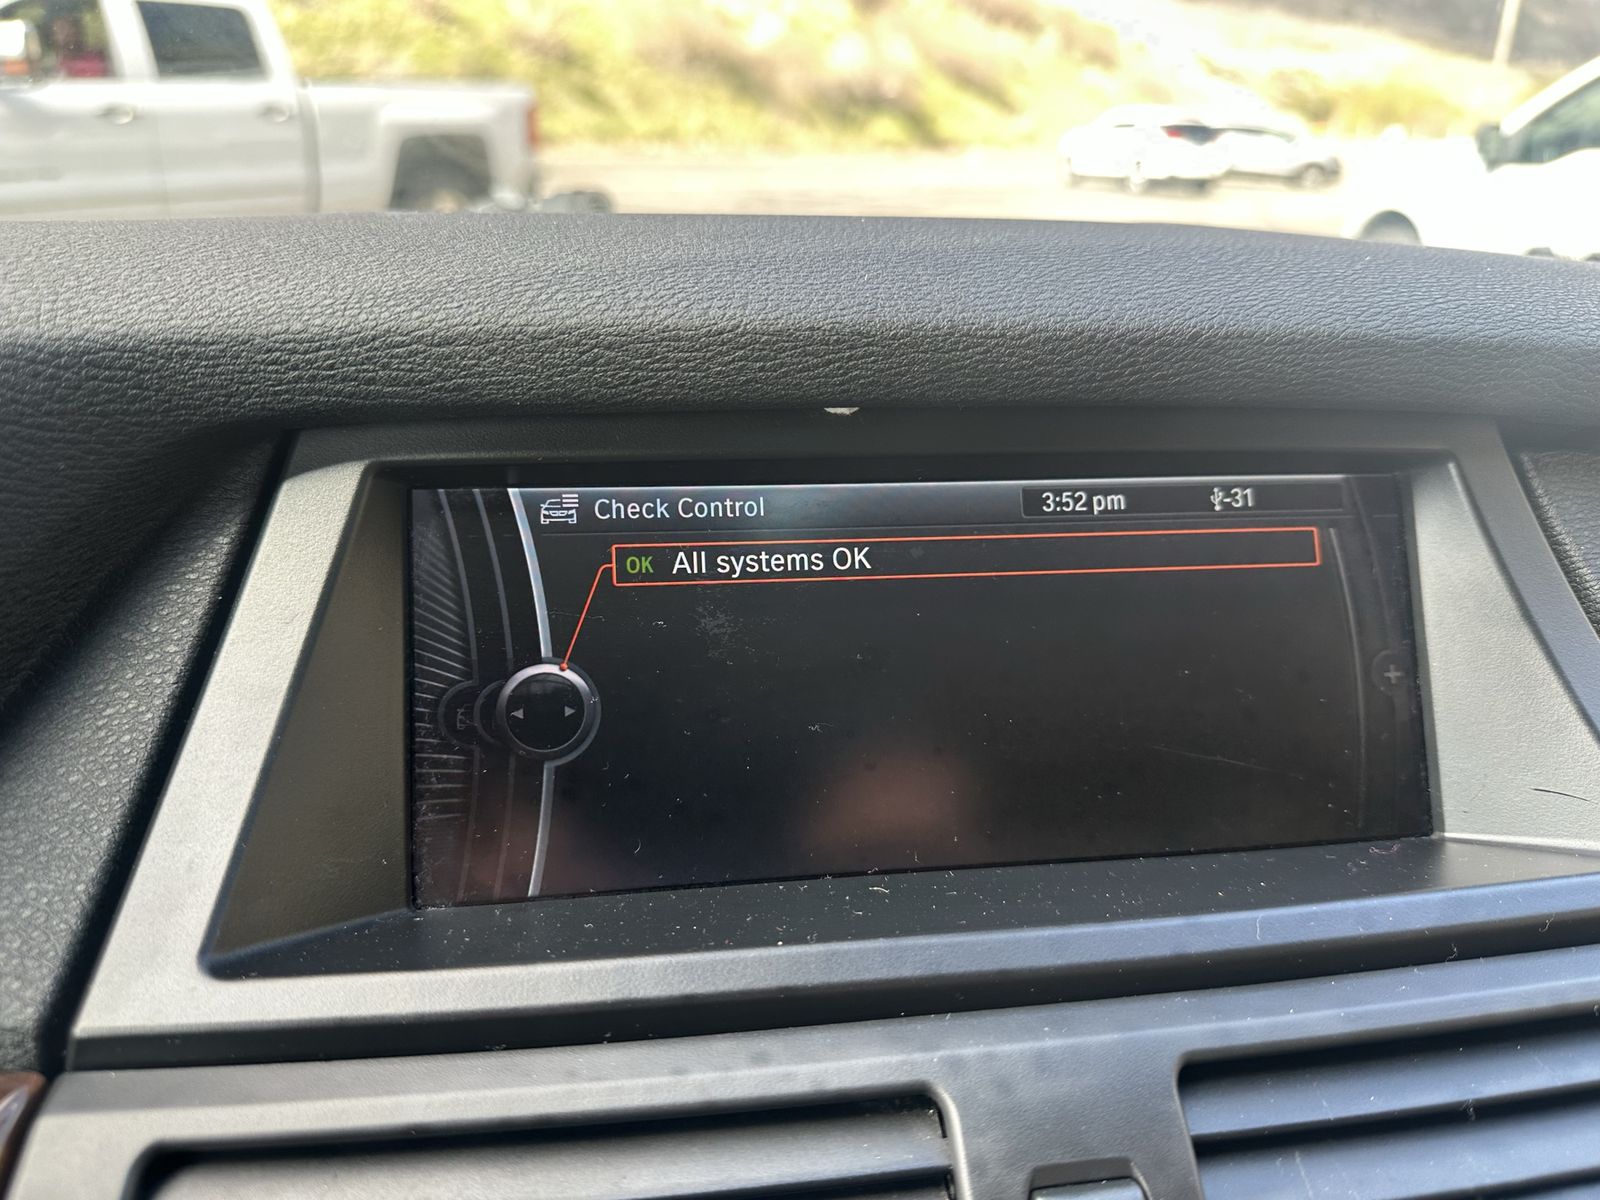 Check Control
3:52 pm
-31
OK All systems OK